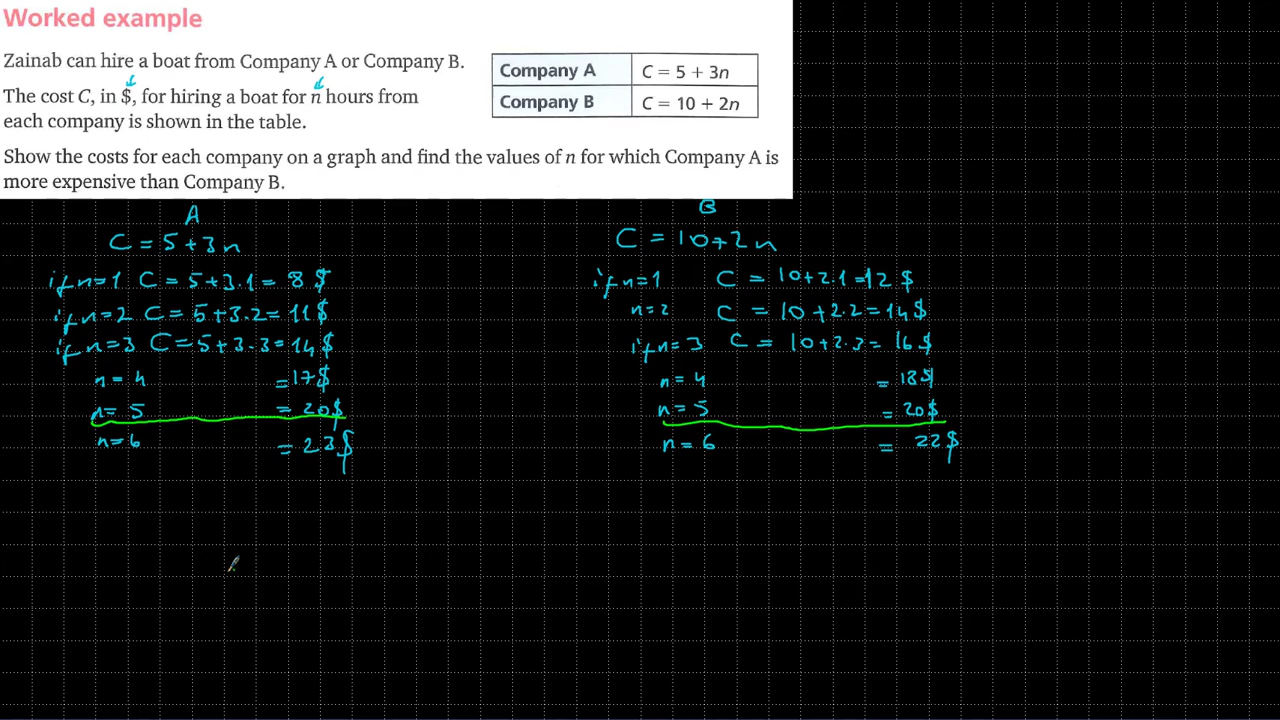 Worked example
Zainab can hire a boat from Company A or Company B.
The cost C, in $, for hiring a boat for n hours from
each company is shown in the table.
Company A C = 5 + 3n
Company B C = 10 + 2n
Show the costs for each company on a graph and find the values of n for which Company A is
more expensive than Company B.
A
C = 5 + 3n
if n=1 C = 5+3.1 = 8 $
if n=2 C = 5+3.2 = 11$
if n=3 C = 5+3.3 = 14 $
n = 4 = 17$
n = 5 = 20$
n = 6 = 23$
B
C = 10+2n
if n=1 C = 10+2.1 = 12 $
n=2 C = 10 + 2.2 = 14$
if n=3 C = 10+2.3 = 16 $
n = 4 = 18$
n = 5 = 20$
n = 6 = 22$